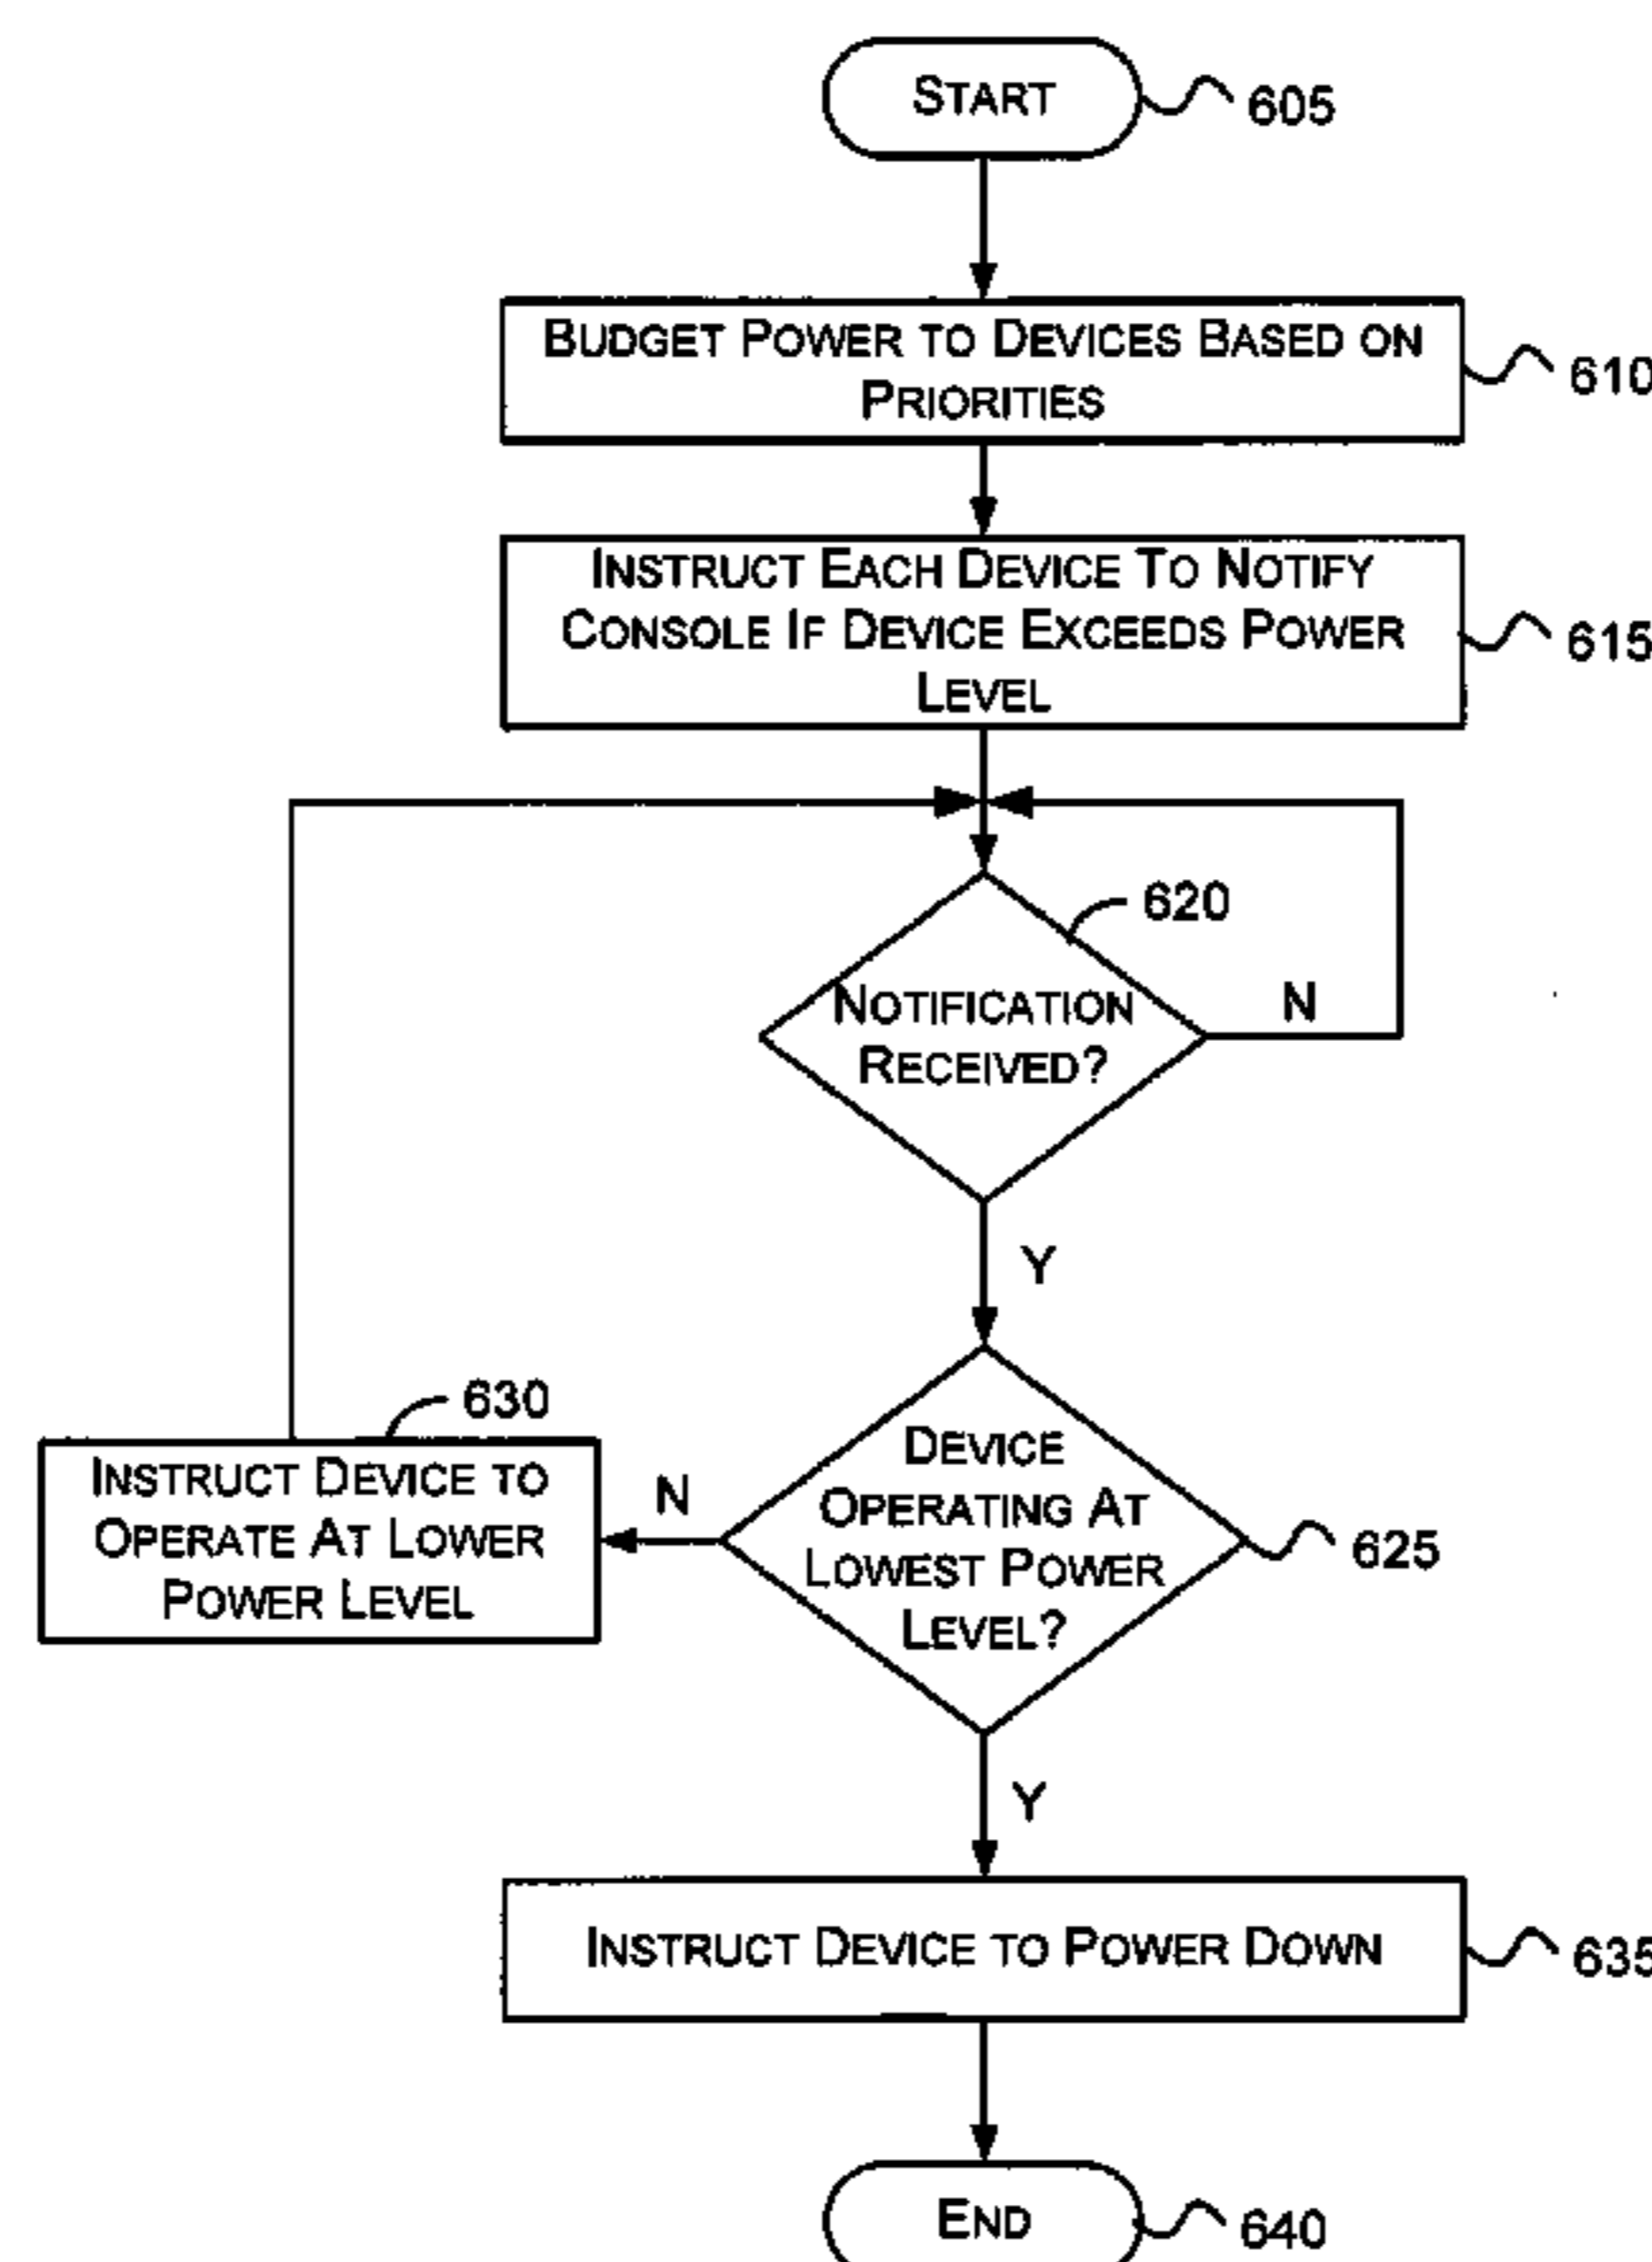 START
605
BUDGET POWER TO DEVICES BASED ON
PRIORITIES
610
INSTRUCT EACH DEVICE TO NOTIFY
CONSOLE IF DEVICE EXCEEDS POWER
LEVEL
615
620
NOTIFICATION
RECEIVED?
N
Y
630
INSTRUCT DEVICE TO
OPERATE AT LOWER
POWER LEVEL
N
DEVICE
OPERATING AT
LOWEST POWER
LEVEL?
625
Y
INSTRUCT DEVICE TO POWER DOWN
635
END
640